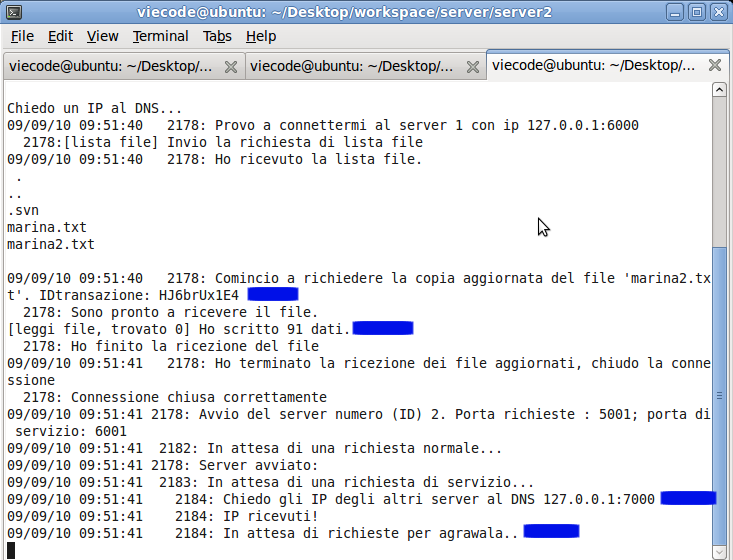 viecode@ubuntu: ~/Desktop/workspace/server/server2
File Edit View Terminal Tabs Help
viecode@ubuntu: ~/Desktop/... viecode@ubuntu: ~/Desktop/... viecode@ubuntu: ~/Desktop/...
Chiedo un IP al DNS...
09/09/10 09:51:40   2178: Provo a connettermi al server 1 con ip 127.0.0.1:6000
  2178:[lista file] Invio la richiesta di lista file
09/09/10 09:51:40   2178: Ho ricevuto la lista file.
 .
..
.svn
marina.txt
marina2.txt
09/09/10 09:51:40   2178: Comincio a richiedere la copia aggiornata del file 'marina2.tx
t'. IDtransazione: HJ6brUx1E4
  2178: Sono pronto a ricevere il file.
[leggi file, trovato 0] Ho scritto 91 dati.
  2178: Ho finito la ricezione del file
09/09/10 09:51:41   2178: Ho terminato la ricezione dei file aggiornati, chiudo la conne
ssione
  2178: Connessione chiusa correttamente
09/09/10 09:51:41 2178: Avvio del server numero (ID) 2. Porta richieste : 5001; porta di
 servizio: 6001
09/09/10 09:51:41  2182: In attesa di una richiesta normale...
09/09/10 09:51:41 2178: Server avviato:
09/09/10 09:51:41  2183: In attesa di una richiesta di servizio...
09/09/10 09:51:41    2184: Chiedo gli IP degli altri server al DNS 127.0.0.1:7000
09/09/10 09:51:41    2184: IP ricevuti!
09/09/10 09:51:41    2184: In attesa di richieste per agrawala..